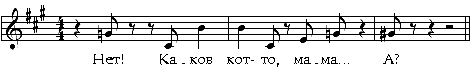 Нет! Ка - ков кот- то, ма - ма... А?